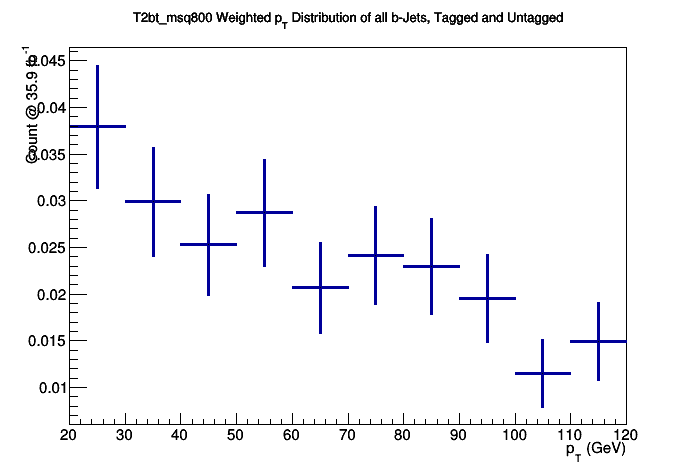 T2bt_msq800 Weighted pT Distribution of all b-Jets, Tagged and Untagged
Count @ 35.9 fb-1
0.045
0.04
0.035
0.03
0.025
0.02
0.015
0.01
20 30 40 50 60 70 80 90 100 110 120
pT (GeV)